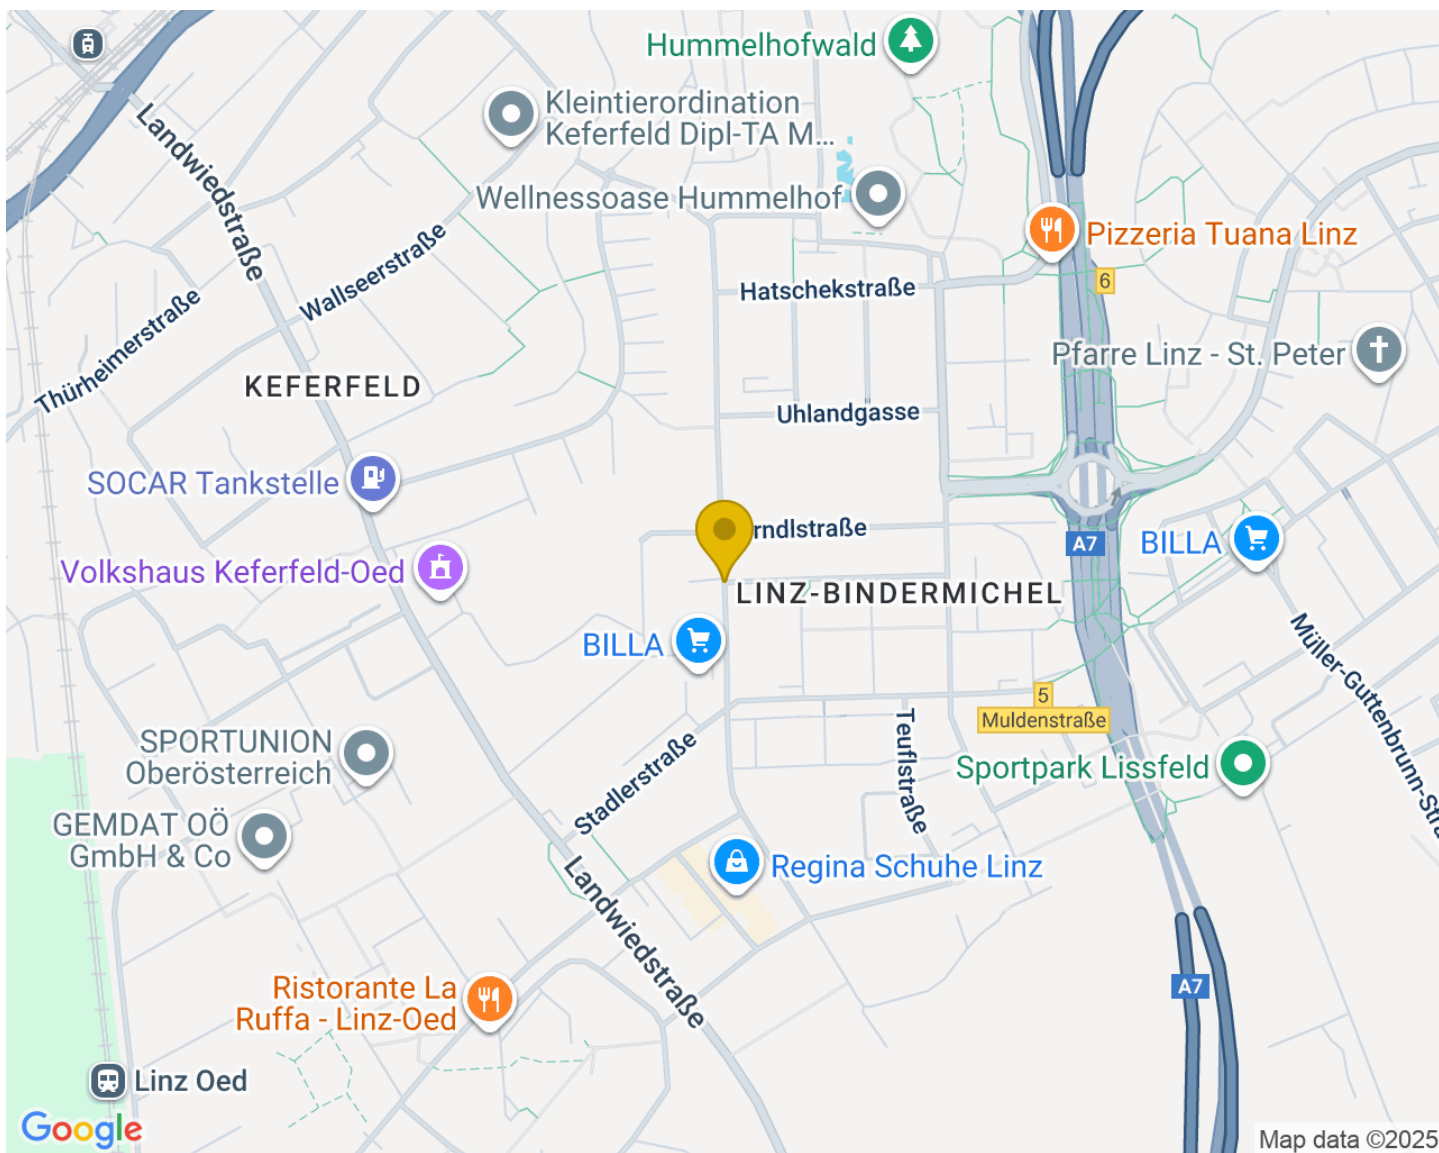 Hummelhofwald
Kleintierordination
Keferfeld Dipl-TA M...
Landwiedstraße
Wellnessoase Hummelhof
Pizzeria Tuana Linz
Wallseerstraße
Hatschekstraße
6
Thürheimerstraße
Pfarre Linz - St. Peter
KEFERFELD
Uhlandgasse
SOCAR Tankstelle
rndlstraße
A7
BILLA
Volkshaus Keferfeld-Oed
LINZ-BINDERMICHEL
BILLA
Müller-Guttenbrunn-Stra
5
Muldenstraße
Teuflstraße
SPORTUNION
Oberösterreich
Stadlerstraße
Sportpark Lissfeld
GEMDAT OÖ
GmbH & Co
Regina Schuhe Linz
Landwiedstraße
Ristorante La
Ruffa - Linz-Oed
A7
Linz Oed
Google
Map data ©2025